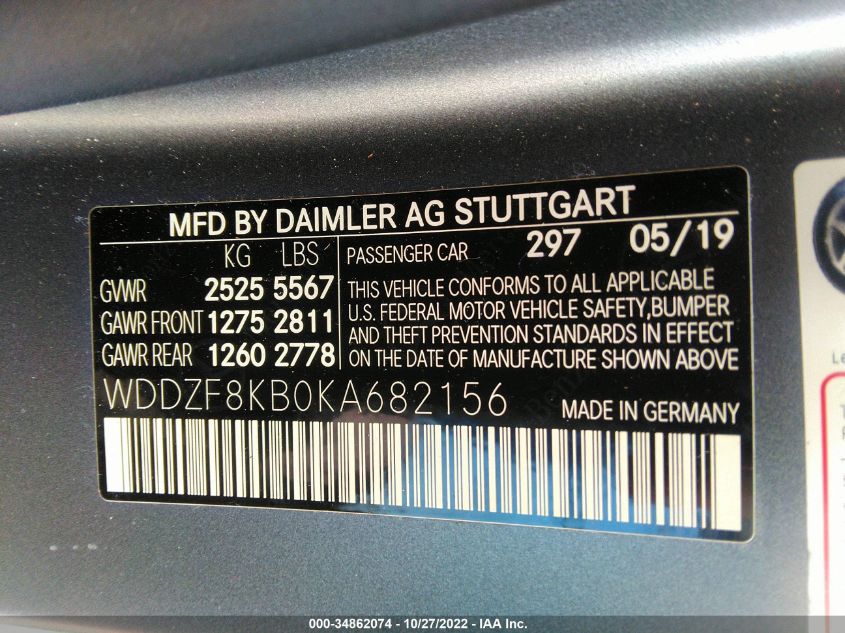 MFD BY DAIMLER AG STUTTGART
KG LBS
GVWR 2525 5567
GAWR FRONT 1275 2811
GAWR REAR 1260 2778
PASSENGER CAR 297 05/19
THIS VEHICLE CONFORMS TO ALL APPLICABLE
U.S. FEDERAL MOTOR VEHICLE SAFETY, BUMPER
AND THEFT PREVENTION STANDARDS IN EFFECT
ON THE DATE OF MANUFACTURE SHOWN ABOVE
WDDZF8KB0KA682156 MADE IN GERMANY
000-34862074 / 10/27/2022 - IAA Inc.